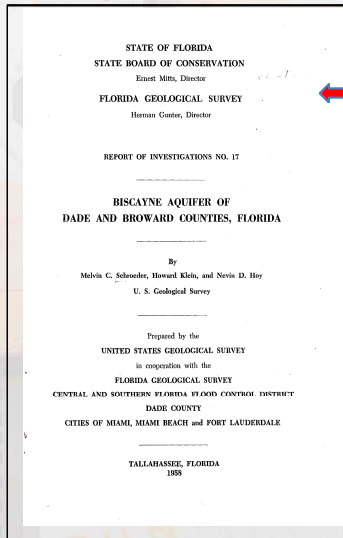 STATE OF FLORIDA
STATE BOARD OF CONSERVATION
Ernest Mitts, Director
FLORIDA GEOLOGICAL SURVEY
Herman Gunter, Director
REPORT OF INVESTIGATIONS NO. 17
BISCAYNE AQUIFER OF
DADE AND BROWARD COUNTIES, FLORIDA
By
Melvin C. Schroeder, Howard Klein, and Nevin D. Hoy
U. S. Geological Survey
Prepared by the
UNITED STATES GEOLOGICAL SURVEY
in cooperation with the
FLORIDA GEOLOGICAL SURVEY
CENTRAL AND SOUTHERN FLORIDA FLOOD CONTROL DISTRICT
DADE COUNTY
CITIES OF MIAMI, MIAMI BEACH and FORT LAUDERDALE
TALLAHASSEE, FLORIDA
1958